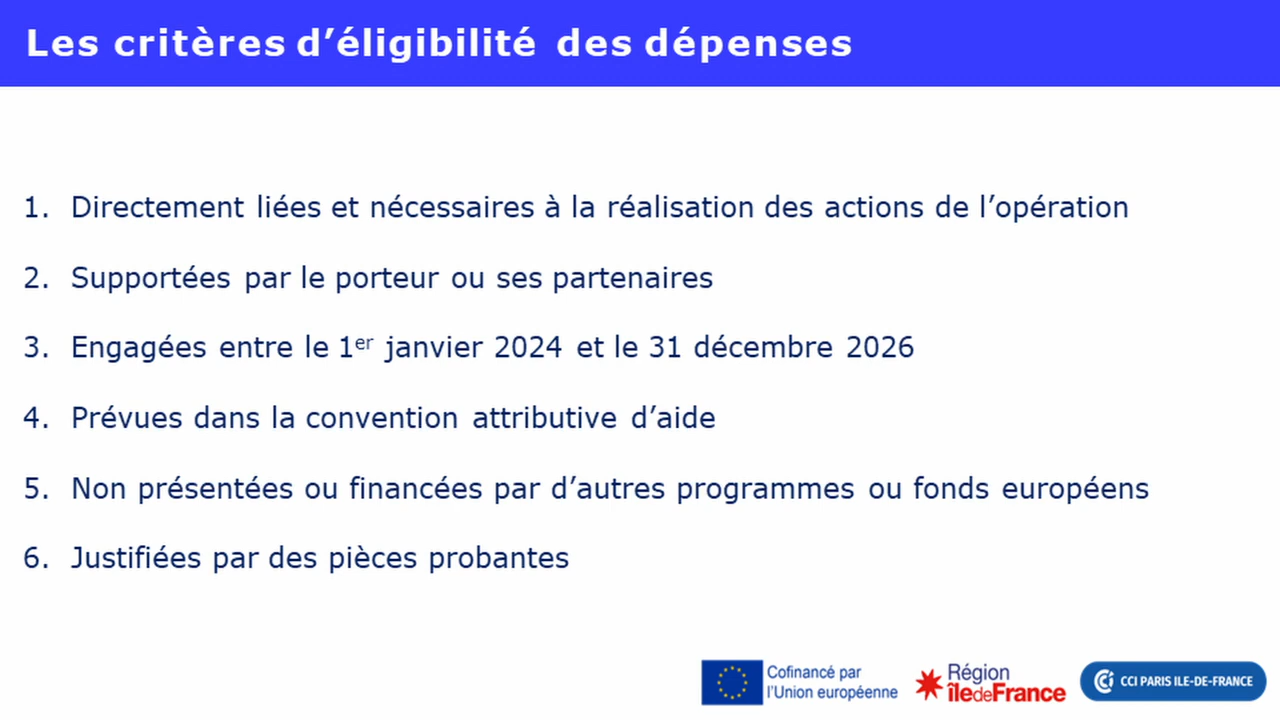 Les critères d’éligibilité des dépenses
1. Directement liées et nécessaires à la réalisation des actions de l’opération
2. Supportées par le porteur ou ses partenaires
3. Engagées entre le 1er janvier 2024 et le 31 décembre 2026
4. Prévues dans la convention attributive d’aide
5. Non présentées ou financées par d’autres programmes ou fonds européens
6. Justifiées par des pièces probantes
Cofinancé par
l’Union européenne
Région
îledeFrance
CCI PARIS ILE-DE-FRANCE